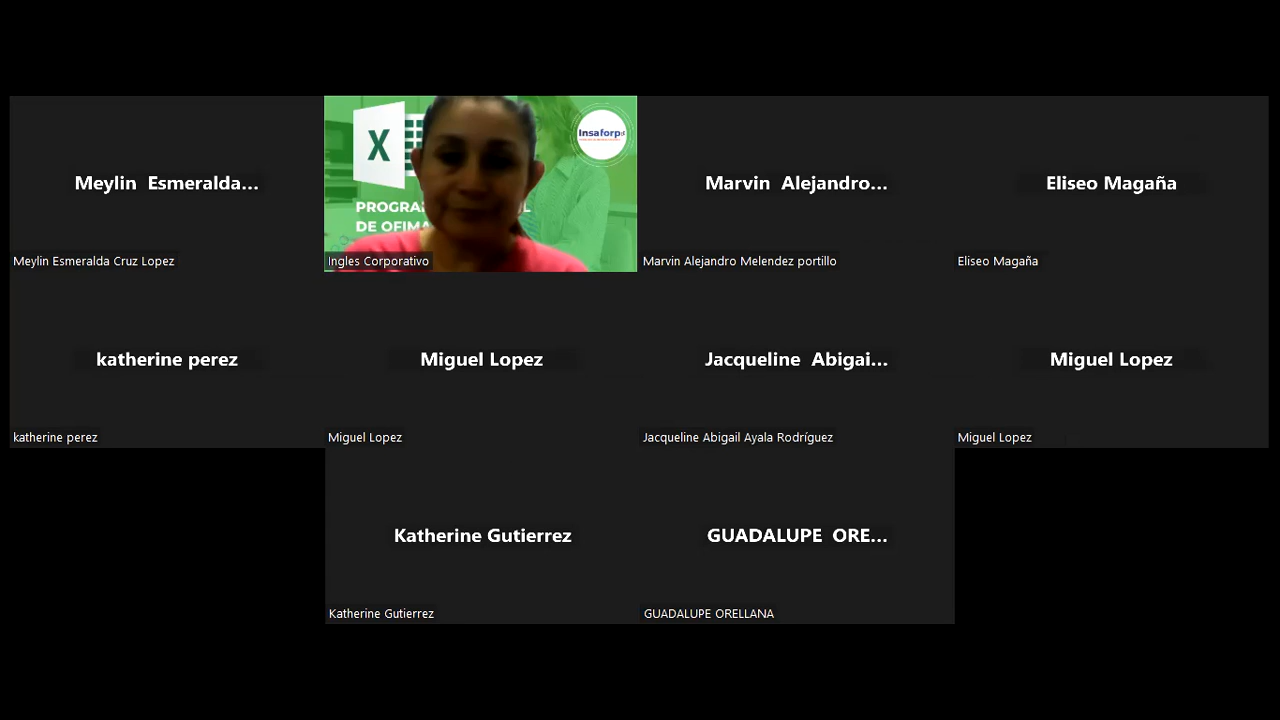 Meylin Esmeralda...
Meylin Esmeralda Cruz Lopez
X
Insaforp
DE OFIMA
Ingles Corporativo
Marvin Alejandro...
Marvin Alejandro Melendez portillo
Eliseo Magaña
Eliseo Magaña
katherine perez
katherine perez
Miguel Lopez
Miguel Lopez
Jacqueline Abigai...
Jacqueline Abigail Ayala Rodríguez
Miguel Lopez
Miguel Lopez
Katherine Gutierrez
Katherine Gutierrez
GUADALUPE ORE...
GUADALUPE ORELLANA